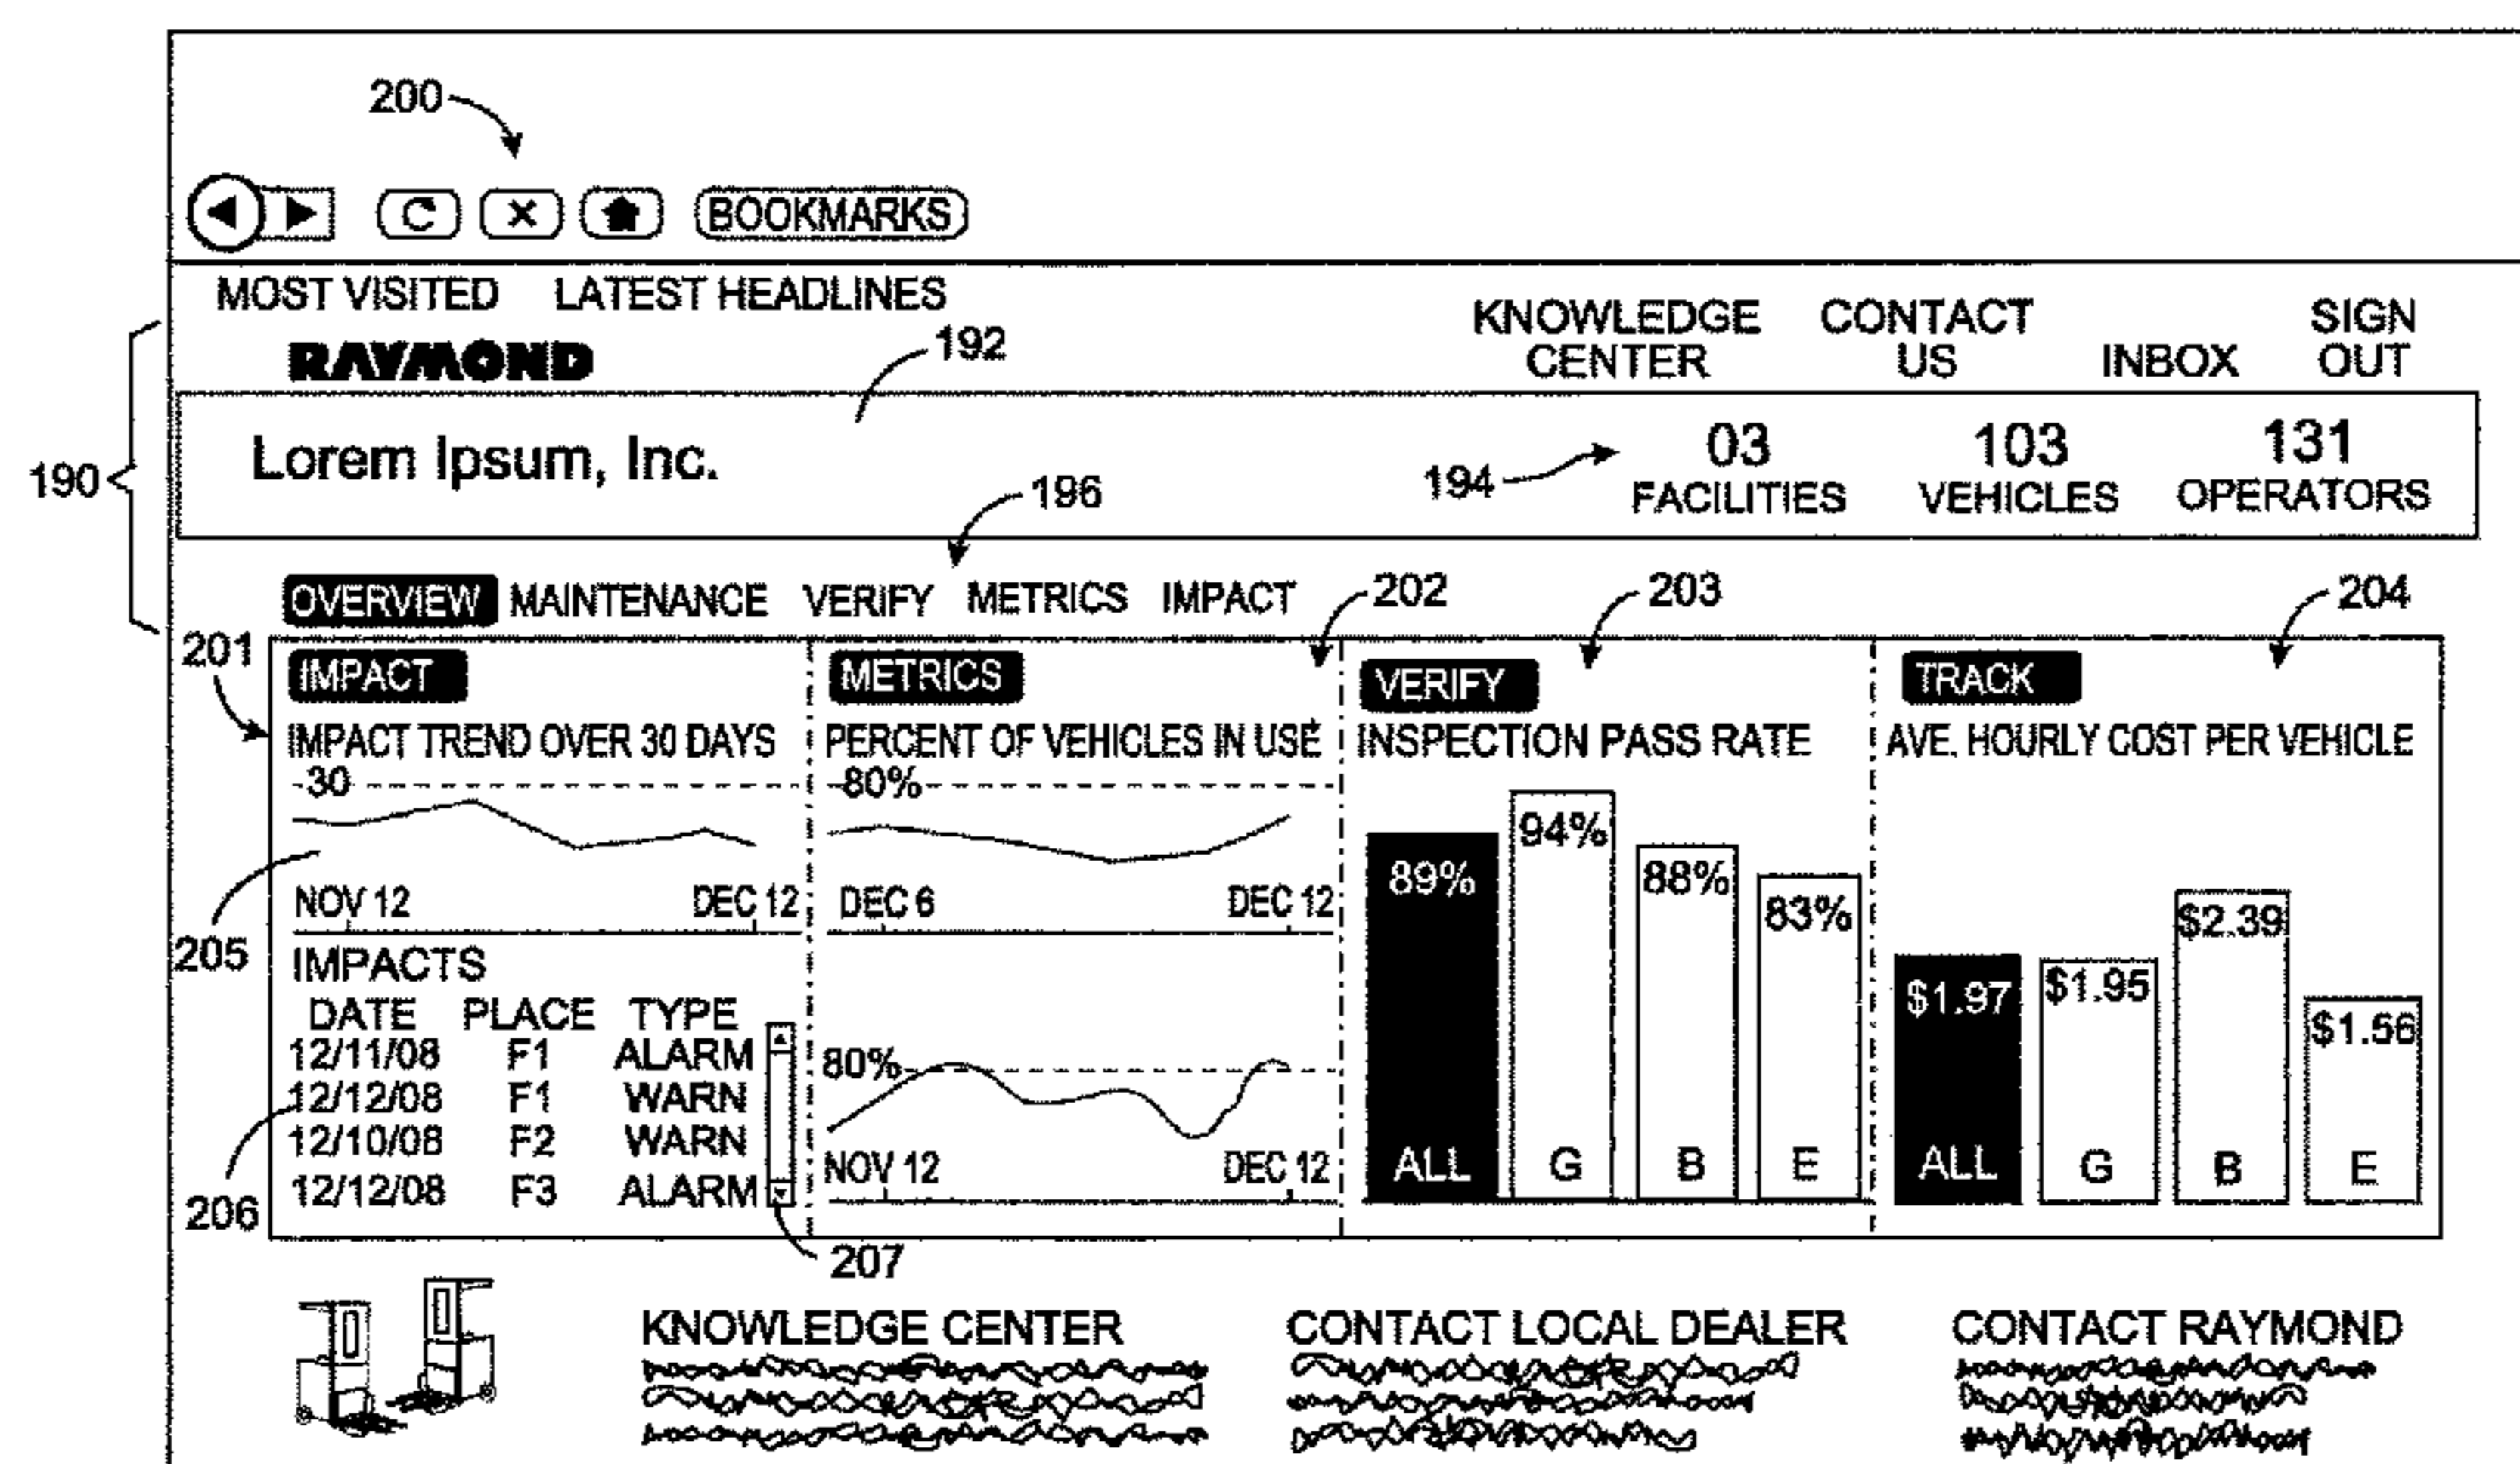 200
BOOKMARKS
MOST VISITED LATEST HEADLINES
KNOWLEDGE CENTER
CONTACT US
INBOX
SIGN OUT
RAYMOND
192
190
Lorem Ipsum, Inc.
194
03 FACILITIES
103 VEHICLES
131 OPERATORS
196
OVERVIEW MAINTENANCE VERIFY METRICS IMPACT
202
203
204
201
IMPACT
IMPACT TREND OVER 30 DAYS
30
205
NOV 12 DEC 12
IMPACTS
DATE PLACE TYPE
12/11/08 F1 ALARM
12/12/08 F1 WARN
12/10/08 F2 WARN
12/12/08 F3 ALARM
206
207
METRICS
PERCENT OF VEHICLES IN USE
80%
DEC 6 DEC 12
80%
NOV 12 DEC 12
VERIFY
INSPECTION PASS RATE
89% 94% 88% 83%
ALL G B E
TRACK
AVE. HOURLY COST PER VEHICLE
$1.97 $1.95 $2.39 $1.56
ALL G B E
KNOWLEDGE CENTER
CONTACT LOCAL DEALER
CONTACT RAYMOND